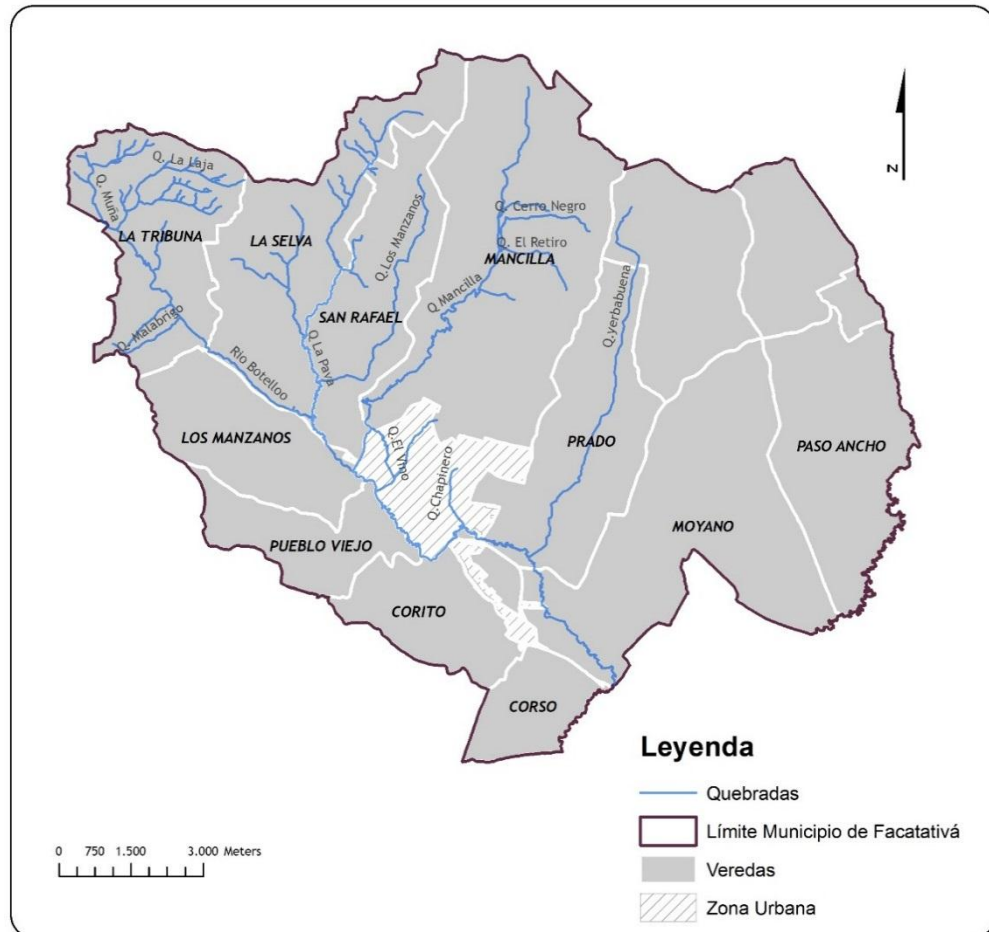 N
Q. La Laja
Q. Muña
LA TRIBUNA
LA SELVA
Q. Los Manzanos
Q. Cerro Negro
Q. El Retiro
MANCILLA
Q. Mancilla
Q. yerbabuena
SAN RAFAEL
Q. Malabrigo
Q. La Pava
Río Botelloo
LOS MANZANOS
Q. El Vino
PRADO
PASO ANCHO
Q. Chapinero
MOYANO
PUEBLO VIEJO
CORITO
CORSO
Leyenda
Quebradas
Límite Municipio de Facatativá
Veredas
Zona Urbana
0 750 1.500 3.000 Meters